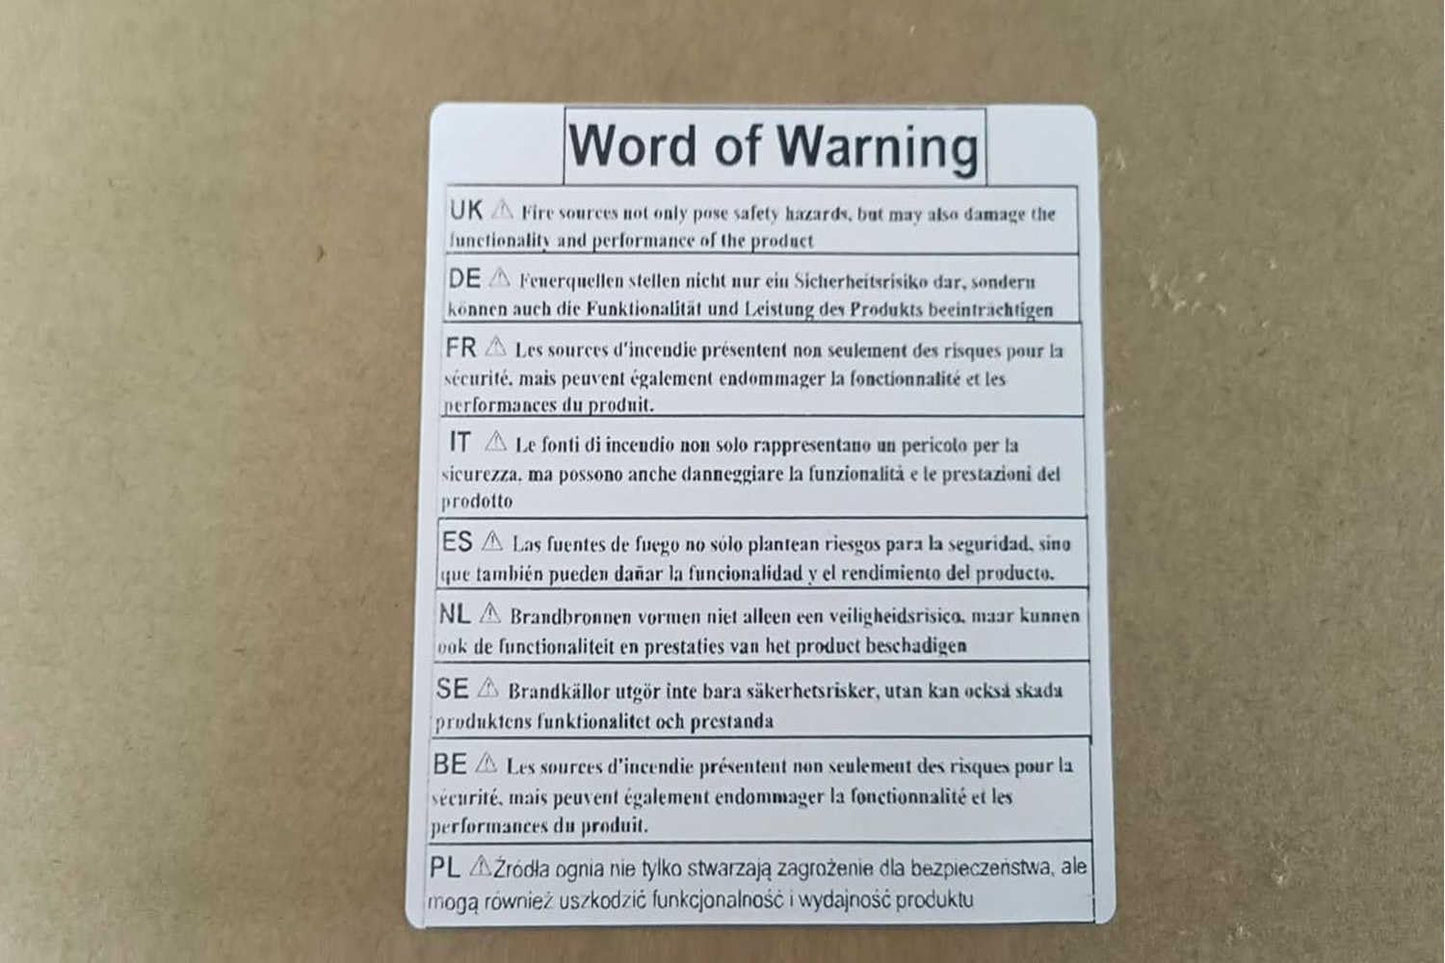 Word of Warning
UK ⚠ Fire sources not only pose safety hazards, but may also damage the
functionality and performance of the product
DE ⚠ Feuerquellen stellen nicht nur ein Sicherheitsrisiko dar, sondern
können auch die Funktionalität und Leistung des Produkts beeinträchtigen
FR ⚠ Les sources d'incendie présentent non seulement des risques pour la
sécurité, mais peuvent également endommager la fonctionnalité et les
performances du produit.
IT ⚠ Le fonti di incendio non solo rappresentano un pericolo per la
sicurezza, ma possono anche danneggiare la funzionalità e le prestazioni del
prodotto
ES ⚠ Las fuentes de fuego no sólo plantean riesgos para la seguridad, sino
que también pueden dañar la funcionalidad y el rendimiento del producto.
NL ⚠ Brandbronnen vormen niet alleen een veiligheidsrisico, maar kunnen
ook de functionaliteit en prestaties van het product beschadigen
SE ⚠ Brandkällor utgör inte bara säkerhetsrisker, utan kan också skada
produktens funktionalitet och prestanda
BE ⚠ Les sources d'incendie présentent non seulement des risques pour la
sécurité, mais peuvent également endommager la fonctionnalité et les
performances du produit.
PL ⚠Źródła ognia nie tylko stwarzają zagrożenie dla bezpieczeństwa, ale
mogą również uszkodzić funkcjonalność i wydajność produktu